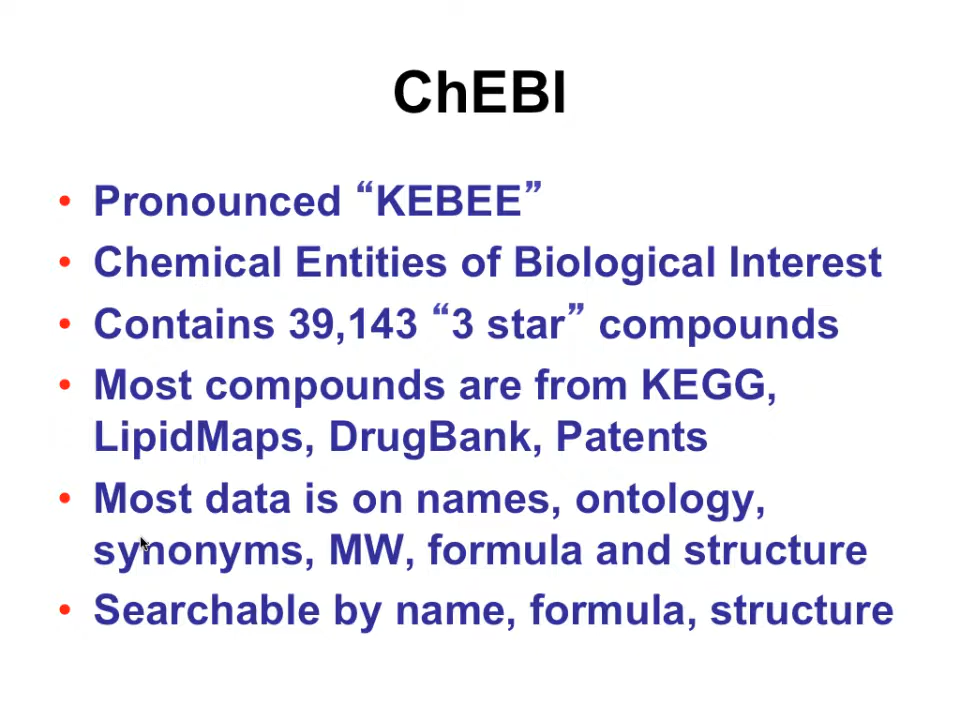 ChEBI
• Pronounced “KEBEE”
• Chemical Entities of Biological Interest
• Contains 39,143 “3 star” compounds
• Most compounds are from KEGG,
LipidMaps, DrugBank, Patents
• Most data is on names, ontology,
synonyms, MW, formula and structure
• Searchable by name, formula, structure